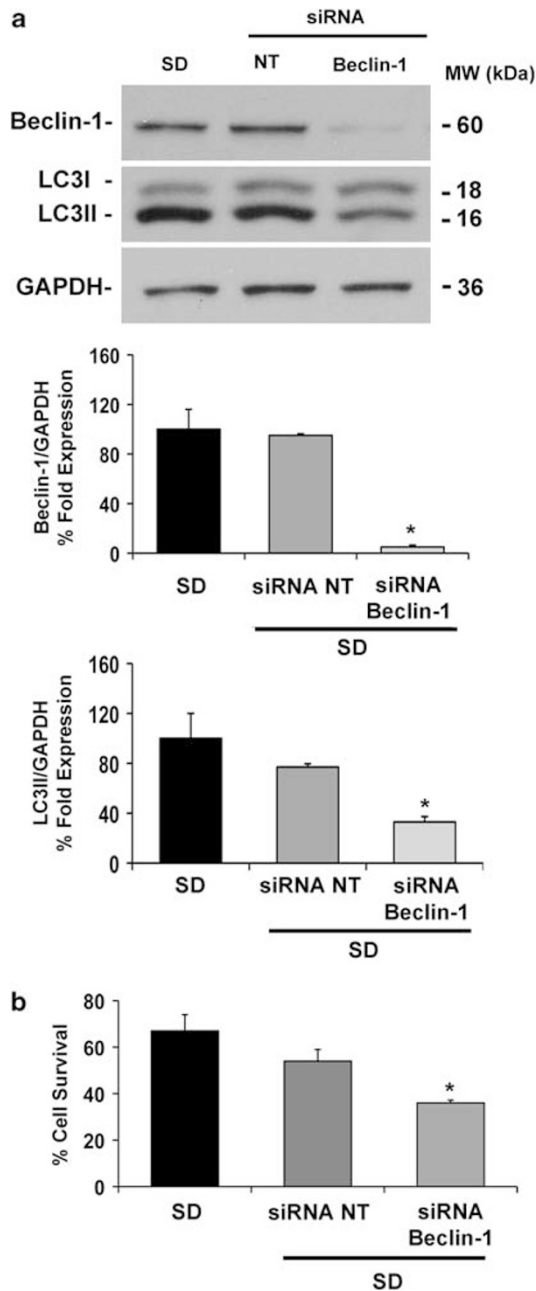 a
siRNA
SD NT Beclin-1 MW (kDa)
Beclin-1- - 60
LC3I - - 18
LC3II - - 16
GAPDH- - 36
Beclin-1/GAPDH
% Fold Expression
160
120
80
40
0
*
SD siRNA NT siRNA
Beclin-1
SD
LC3II/GAPDH
% Fold Expression
160
120
80
40
0
*
SD siRNA NT siRNA
Beclin-1
SD
b
% Cell Survival
80
60
40
20
0
*
SD siRNA NT siRNA
Beclin-1
SD